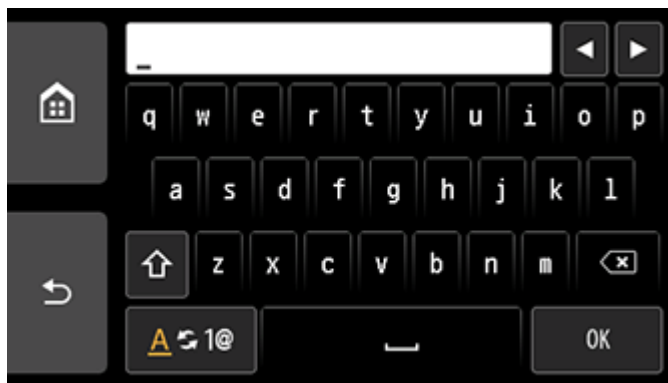 _
q w e r t y u i o p
a s d f g h j k l
z x c v b n m
A 1@ OK